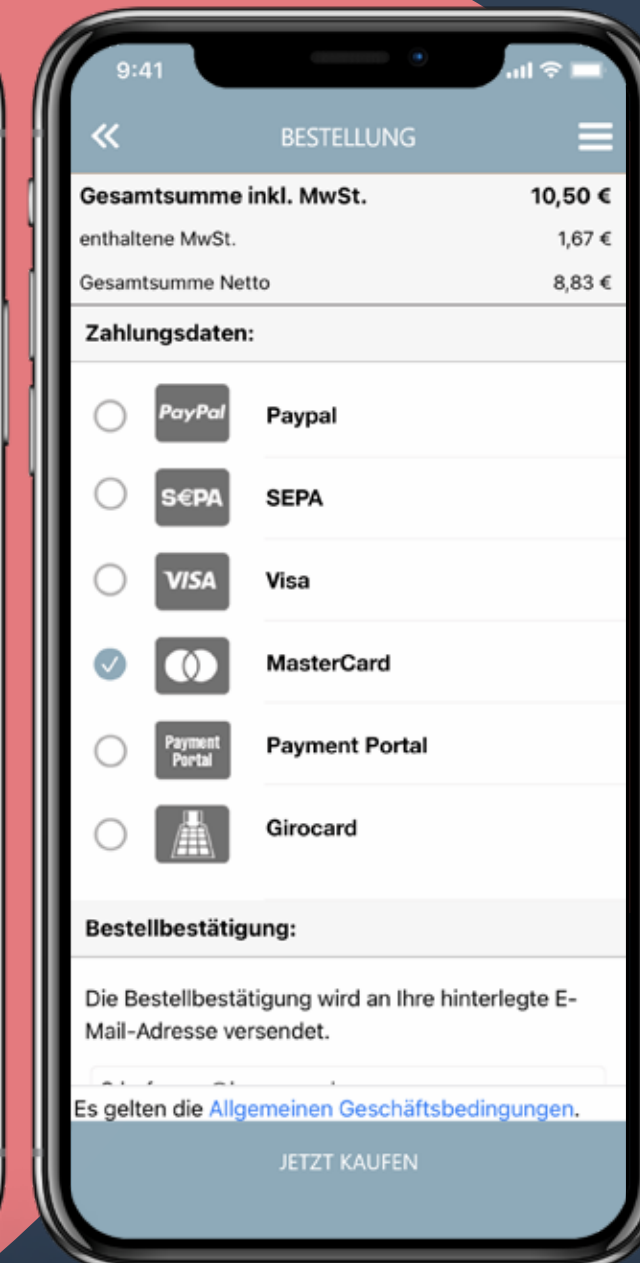 9:41
BESTELLUNG
Gesamtsumme inkl. MwSt. 10,50 €
enthaltene MwSt. 1,67 €
Gesamtsumme Netto 8,83 €
Zahlungsdaten:
PayPal Paypal
S€PA SEPA
VISA Visa
MasterCard
Payment Portal Payment Portal
Girocard
Bestellbestätigung:
Die Bestellbestätigung wird an Ihre hinterlegte E-
Mail-Adresse versendet.
Es gelten die Allgemeinen Geschäftsbedingungen.
JETZT KAUFEN